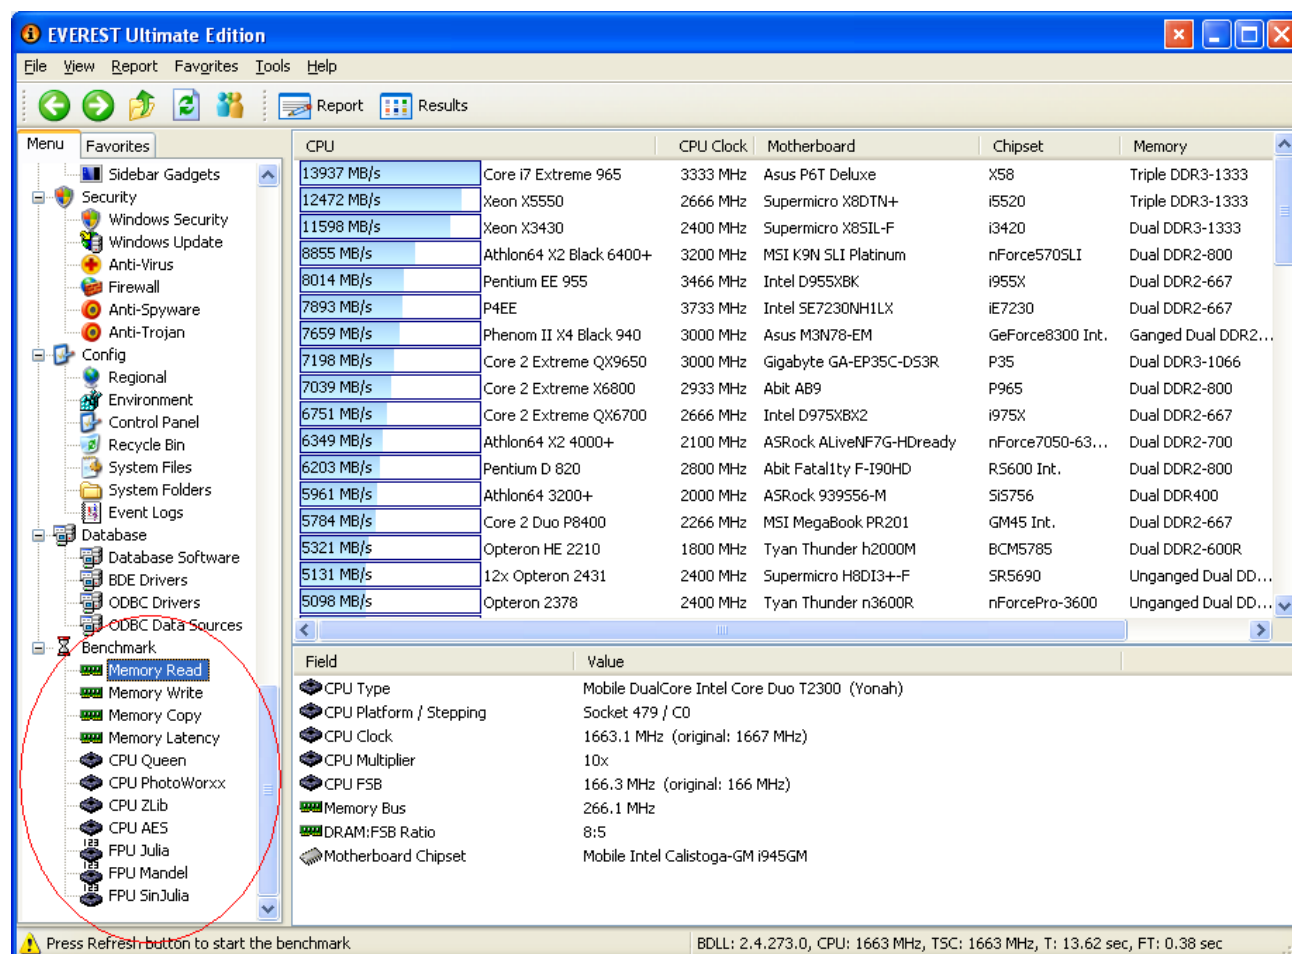 EVEREST Ultimate Edition
File View Report Favorites Tools Help
Report Results
Menu Favorites
Sidebar Gadgets
Security
Windows Security
Windows Update
Anti-Virus
Firewall
Anti-Spyware
Anti-Trojan
Config
Regional
Environment
Control Panel
Recycle Bin
System Files
System Folders
Event Logs
Database
Database Software
BDE Drivers
ODBC Drivers
ODBC Data Sources
Benchmark
Memory Read
Memory Write
Memory Copy
Memory Latency
CPU Queen
CPU PhotoWorxx
CPU ZLib
CPU AES
FPU Julia
FPU Mandel
FPU SinJulia
CPU CPU Clock Motherboard Chipset Memory
13937 MB/s Core i7 Extreme 965 3333 MHz Asus P6T Deluxe X58 Triple DDR3-1333
12472 MB/s Xeon X5550 2666 MHz Supermicro X8DTN+ i5520 Triple DDR3-1333
11598 MB/s Xeon X3430 2400 MHz Supermicro X8SIL-F i3420 Dual DDR3-1333
8855 MB/s Athlon64 X2 Black 6400+ 3200 MHz MSI K9N SLI Platinum nForce570SLI Dual DDR2-800
8014 MB/s Pentium EE 955 3466 MHz Intel D955XBK i955X Dual DDR2-667
7893 MB/s P4EE 3733 MHz Intel SE7230NH1LX iE7230 Dual DDR2-667
7659 MB/s Phenom II X4 Black 940 3000 MHz Asus M3N78-EM GeForce8300 Int. Ganged Dual DDR2...
7198 MB/s Core 2 Extreme QX9650 3000 MHz Gigabyte GA-EP35C-DS3R P35 Dual DDR3-1066
7039 MB/s Core 2 Extreme X6800 2933 MHz Abit AB9 P965 Dual DDR2-800
6751 MB/s Core 2 Extreme QX6700 2666 MHz Intel D975XBX2 i975X Dual DDR2-667
6349 MB/s Athlon64 X2 4000+ 2100 MHz ASRock ALiveNF7G-HDready nForce7050-63... Dual DDR2-700
6203 MB/s Pentium D 820 2800 MHz Abit Fatal1ty F-I90HD RS600 Int. Dual DDR2-800
5961 MB/s Athlon64 3200+ 2000 MHz ASRock 939S56-M SiS756 Dual DDR400
5784 MB/s Core 2 Duo P8400 2266 MHz MSI MegaBook PR201 GM45 Int. Dual DDR2-667
5321 MB/s Opteron HE 2210 1800 MHz Tyan Thunder h2000M BCM5785 Dual DDR2-600R
5131 MB/s 12x Opteron 2431 2400 MHz Supermicro H8DI3+-F SR5690 Unganged Dual DD...
5098 MB/s Opteron 2378 2400 MHz Tyan Thunder n3600R nForcePro-3600 Unganged Dual DD...
Field Value
CPU Type Mobile DualCore Intel Core Duo T2300 (Yonah)
CPU Platform / Stepping Socket 479 / C0
CPU Clock 1663.1 MHz (original: 1667 MHz)
CPU Multiplier 10x
CPU FSB 166.3 MHz (original: 166 MHz)
Memory Bus 266.1 MHz
DRAM:FSB Ratio 8:5
Motherboard Chipset Mobile Intel Calistoga-GM i945GM
Press Refresh button to start the benchmark BDLL: 2.4.273.0, CPU: 1663 MHz, TSC: 1663 MHz, T: 13.62 sec, FT: 0.38 sec